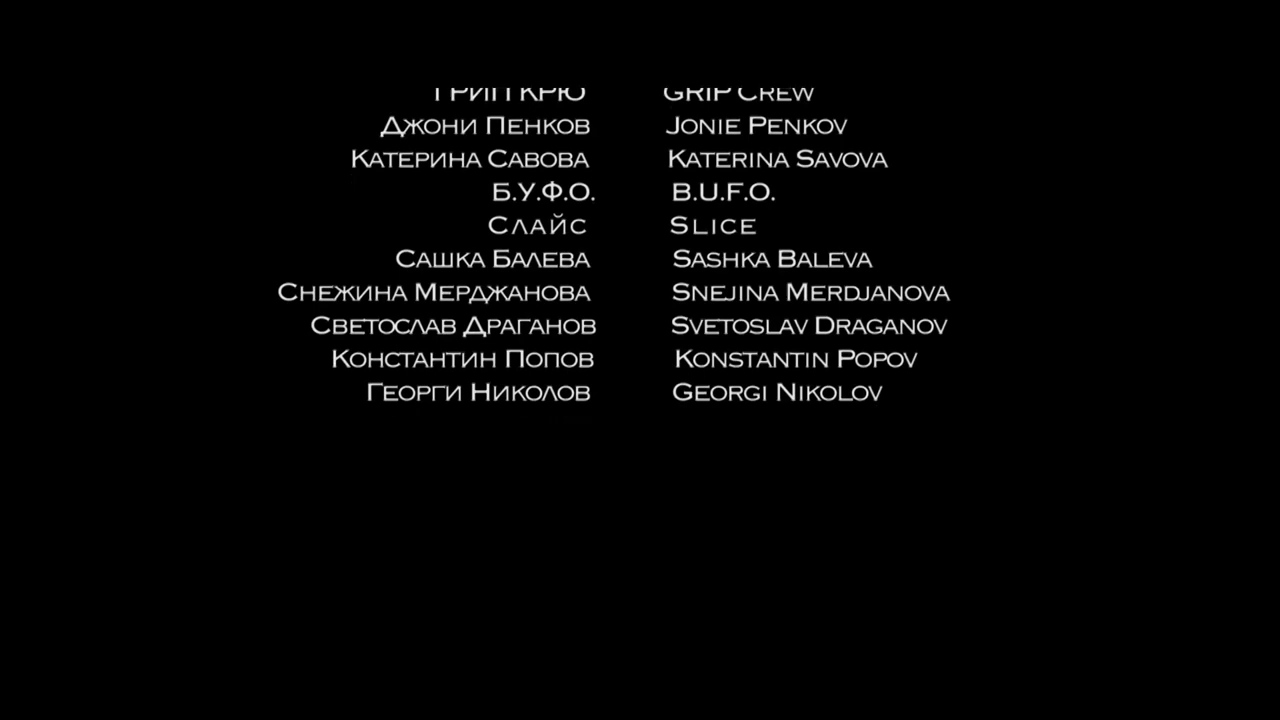 ГРИП КРЮ GRIP CREW
ДЖОНИ ПЕНКОВ JONIE PENKOV
КАТЕРИНА САВОВА KATERINA SAVOVA
Б.У.Ф.О. B.U.F.O.
СЛАЙС SLICE
САШКА БАЛЕВА SASHKA BALEVA
СНЕЖИНА МЕРДЖАНОВА SNEJINA MERDJANOVA
СВЕТОСЛАВ ДРАГАНОВ SVETOSLAV DRAGANOV
КОНСТАНТИН ПОПОВ KONSTANTIN POPOV
ГЕОРГИ НИКОЛОВ GEORGI NIKOLOV